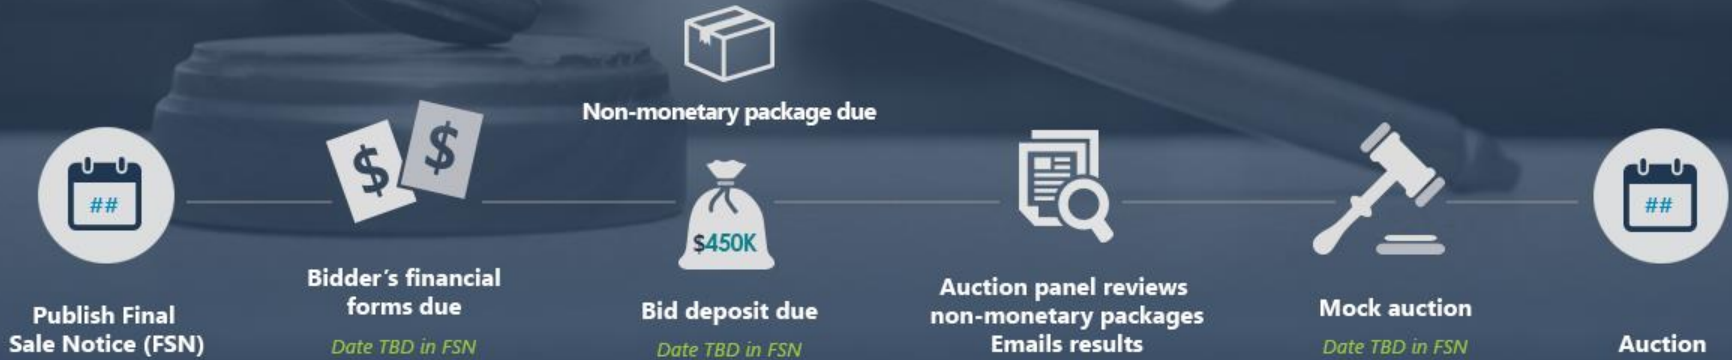 ##
Publish Final
Sale Notice (FSN)
$ $
Bidder's financial
forms due
Date TBD in FSN
Non-monetary package due
$450K
Bid deposit due
Date TBD in FSN
Auction panel reviews
non-monetary packages
Emails results
Mock auction
Date TBD in FSN
##
Auction